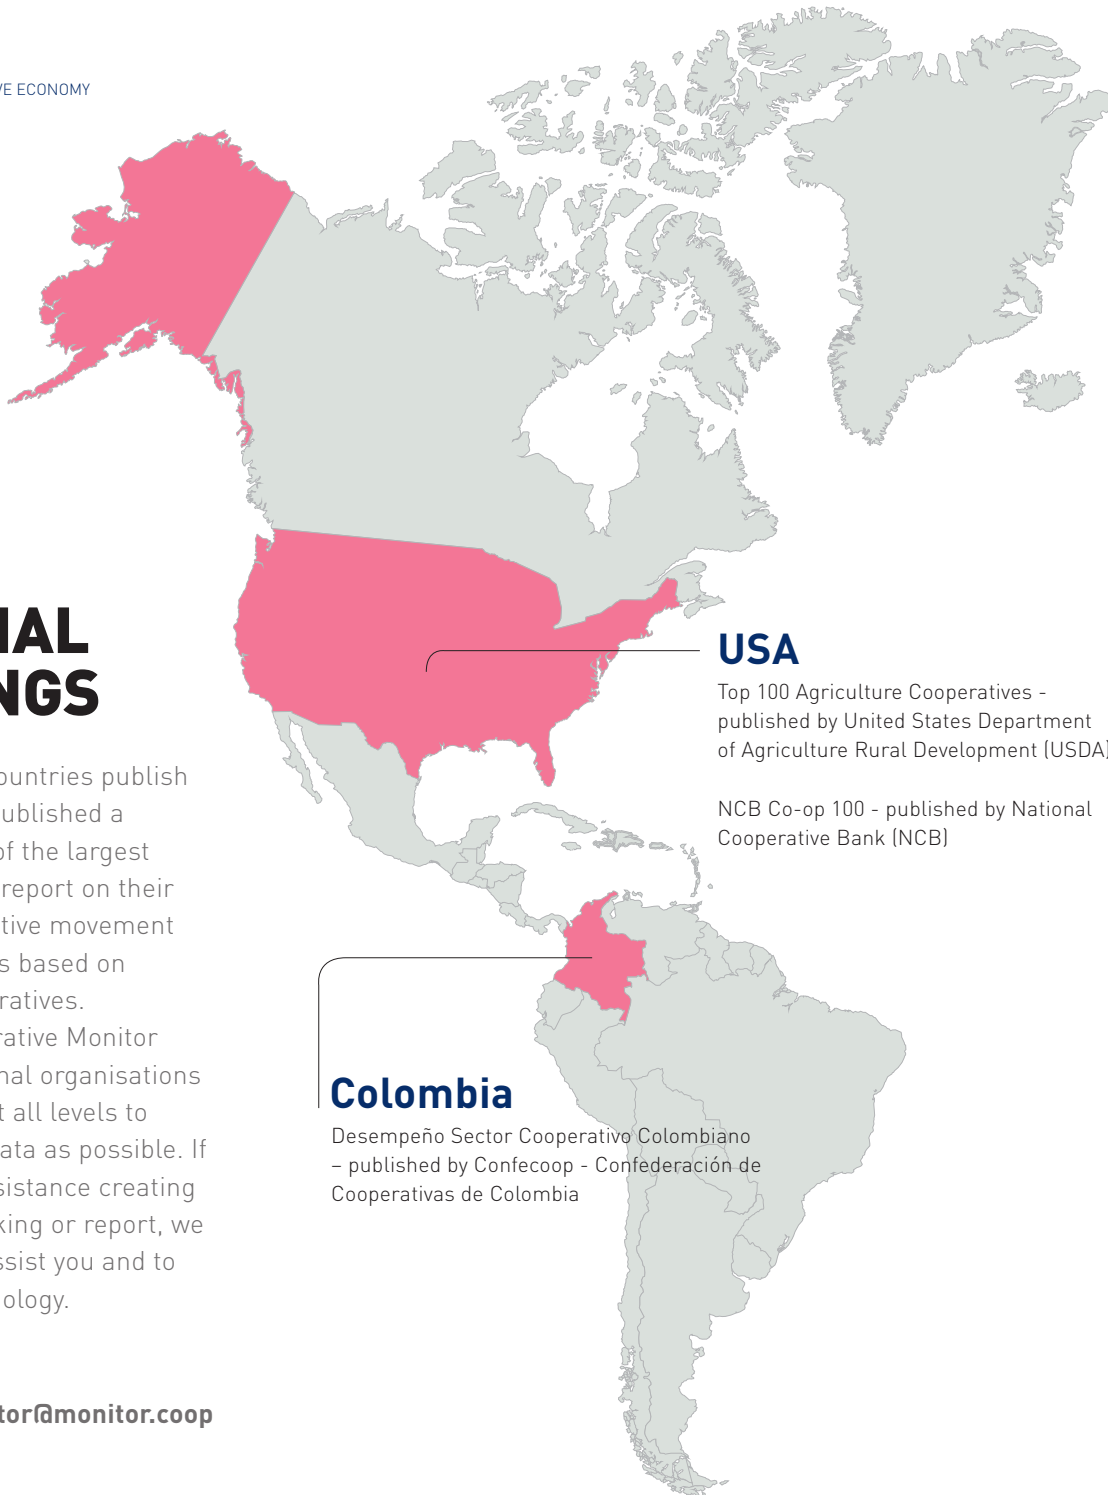 VE ECONOMY
NAL
NGS
ountries publish
ublished a
of the largest
report on their
tive movement
s based on
ratives.
rative Monitor
nal organisations
t all levels to
ata as possible. If
sistance creating
king or report, we
ssist you and to
ology.
tor@monitor.coop
USA
Top 100 Agriculture Cooperatives -
published by United States Department
of Agriculture Rural Development (USDA)
NCB Co-op 100 - published by National
Cooperative Bank (NCB)
Colombia
Desempeño Sector Cooperativo Colombiano
– published by Confecoop - Confederación de
Cooperativas de Colombia